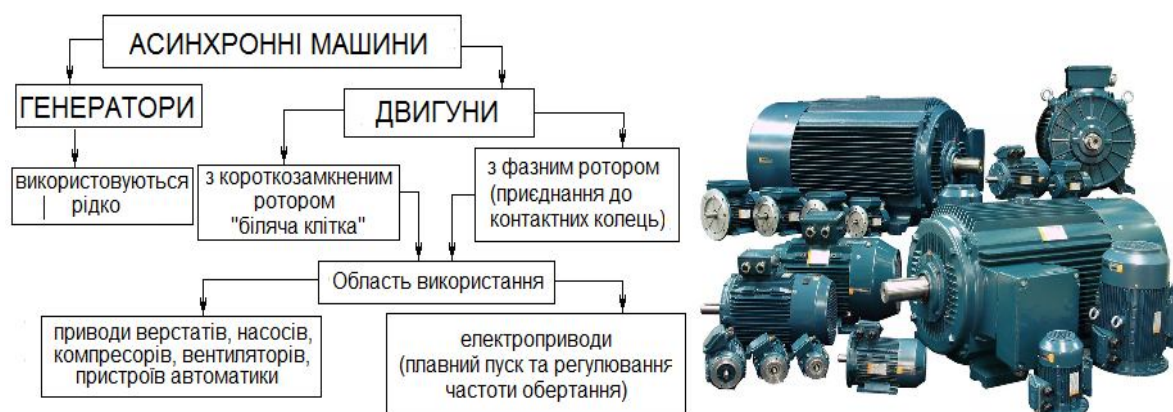 АСИНХРОННІ МАШИНИ
ГЕНЕРАТОРИ
ДВИГУНИ
використовуються
рідко
з короткозамкненим
ротором
"біляча клітка"
з фазним ротором
(приєднання до
контактних колець)
Область використання
приводи верстатів, насосів,
компресорів, вентиляторів,
пристроїв автоматики
електроприводи
(плавний пуск та регулювання
частоти обертання)